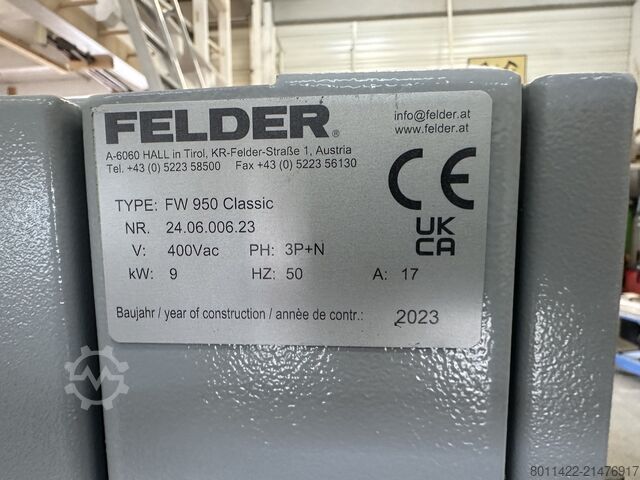 FELDER®
info@felder.at
www.felder.at
A-6060 HALL in Tirol, KR-Felder-Straße 1, Austria
Tel. +43 (0) 5223 58500 Fax +43 (0) 5223 56130
CE
UK
CA
TYPE: FW 950 Classic
NR. 24.06.006.23
V: 400Vac PH: 3P+N
kW: 9 HZ: 50 A: 17
Baujahr / year of construction / annèe de contr.: 2023
8011422-21476917